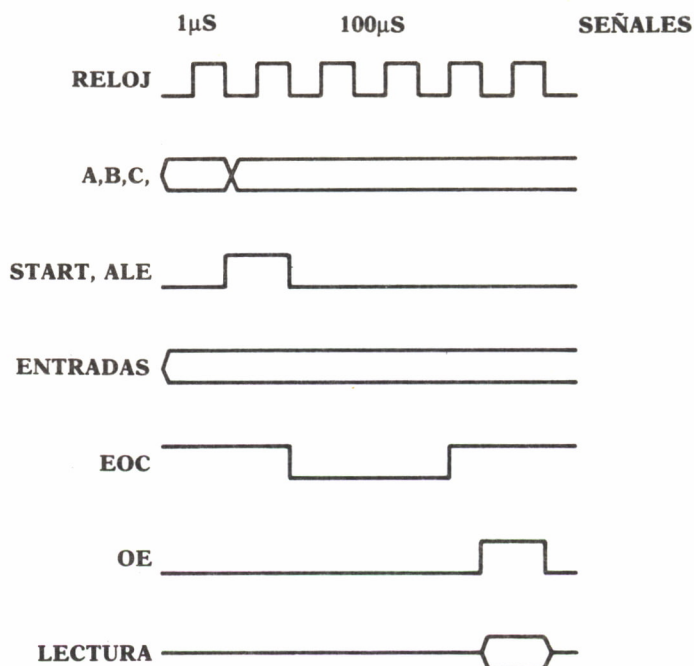 1μS 100μS SEÑALES
RELOJ
A,B,C,
START, ALE
ENTRADAS
EOC
OE
LECTURA